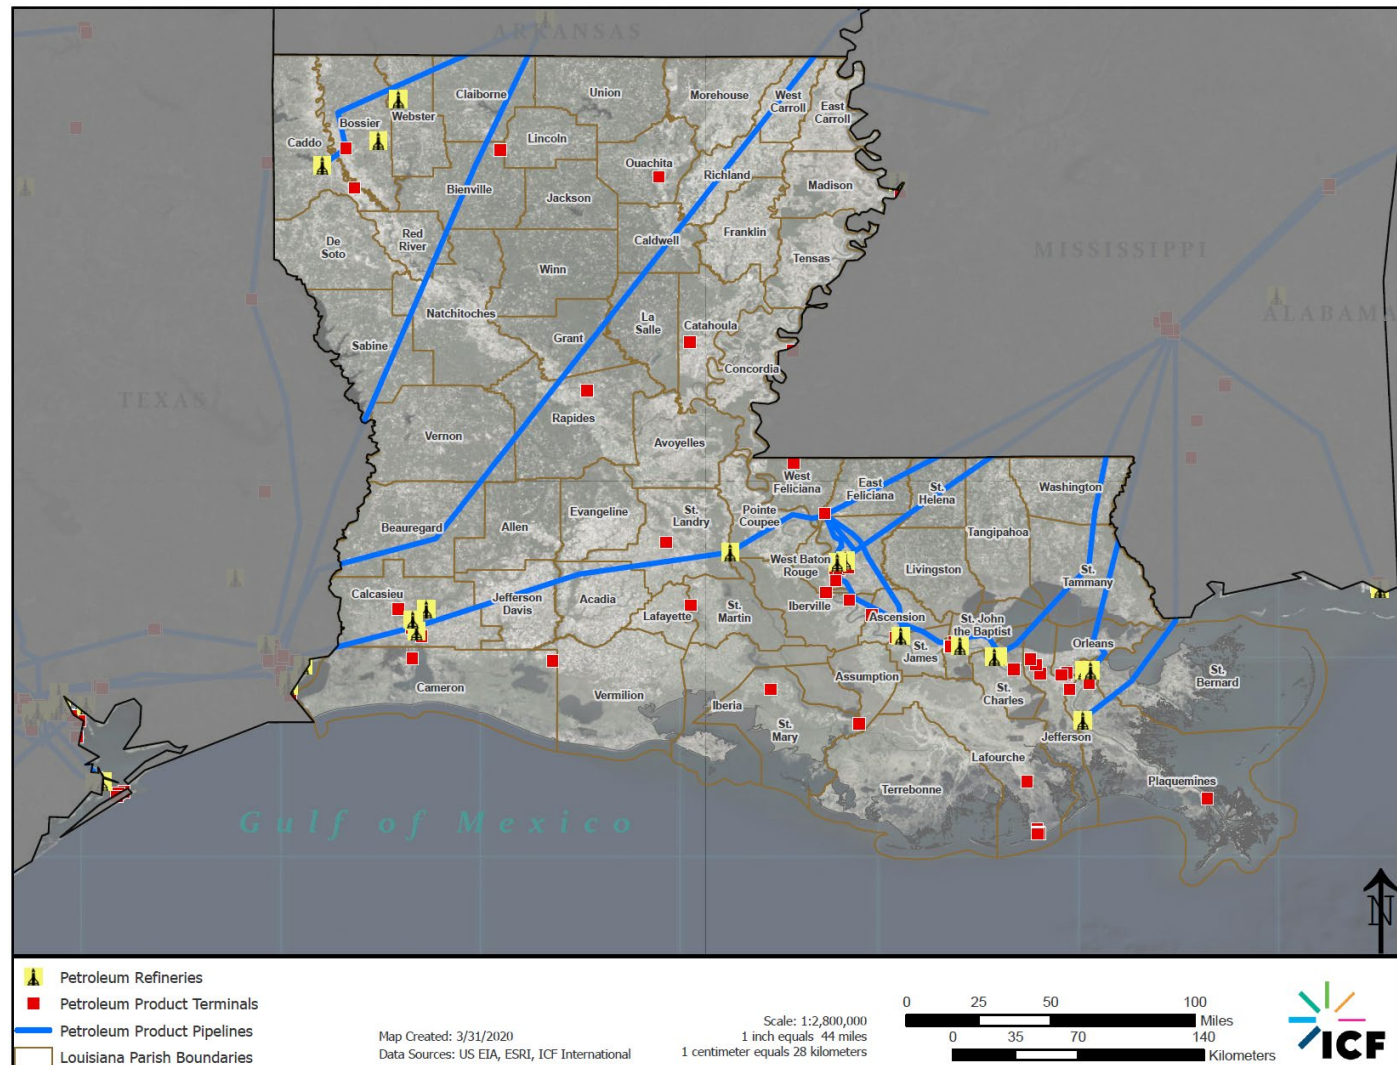 ARKANSAS
Claiborne
Union
Morehouse
West
Carroll
East
Carroll
Webster
Bossier
Caddo
Lincoln
Ouachita
Richland
Madison
Bienville
Jackson
De
Soto
Red
River
Caldwell
Franklin
Tensas
Winn
MISSISSIPPI
ALABAMA
Natchitoches
La
Salle
Catahoula
Sabine
Grant
Concordia
TEXAS
Rapides
Vernon
Avoyelles
West
Feliciana
East
Feliciana
St.
Helena
Washington
Beauregard
Allen
Evangeline
St.
Landry
Pointe
Coupee
Tangipahoa
West Baton
Rouge
Livingston
St.
Tammany
Calcasieu
Jefferson
Davis
Acadia
Lafayette
St.
Martin
Iberville
Ascension
St. John
the Baptist
Orleans
St.
James
Cameron
Vermilion
Iberia
Assumption
St.
Charles
St.
Bernard
St.
Mary
Jefferson
Lafourche
Terrebonne
Plaquemines
Gulf of Mexico
N
Petroleum Refineries
Petroleum Product Terminals
Petroleum Product Pipelines
Louisiana Parish Boundaries
Map Created: 3/31/2020
Data Sources: US EIA, ESRI, ICF International
Scale: 1:2,800,000
1 inch equals 44 miles
1 centimeter equals 28 kilometers
0 25 50 100
Miles
0 35 70 140
Kilometers
ICF